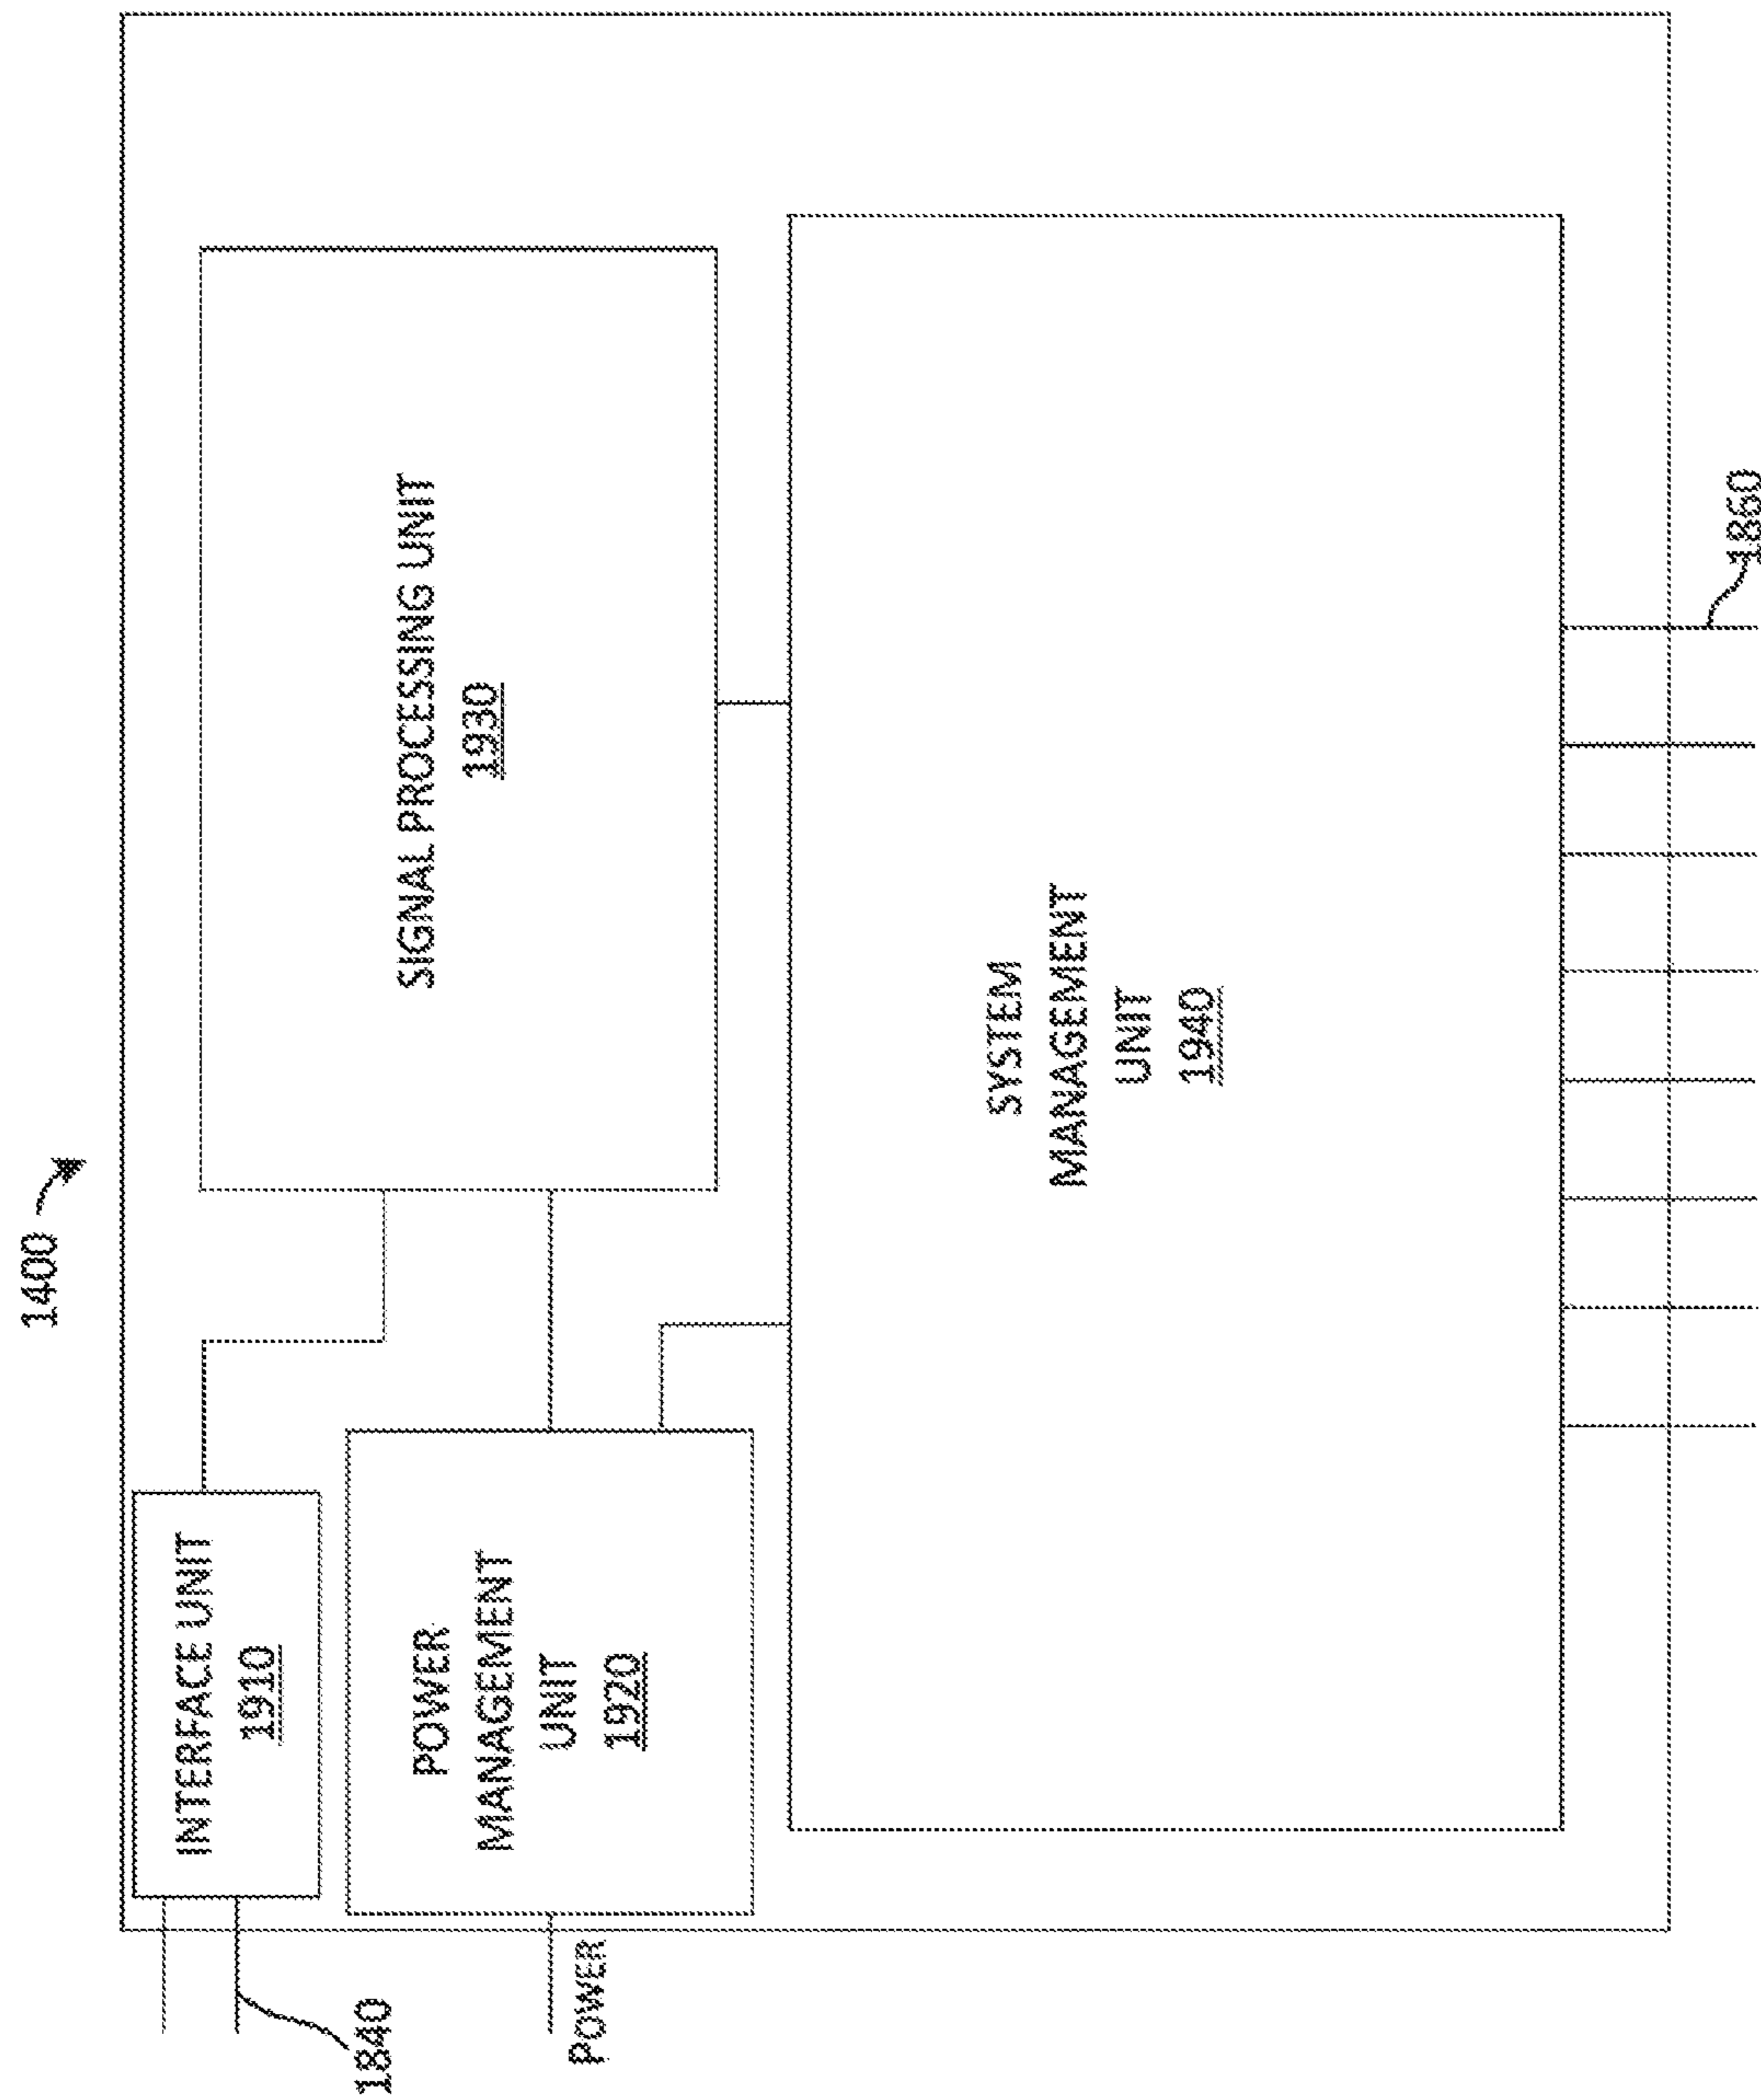 1400
INTERFACE UNIT
1910
1840
POWER
MANAGEMENT
UNIT
1920
POWER
SIGNAL PROCESSING UNIT
1930
SYSTEM
MANAGEMENT
UNIT
1940
1860